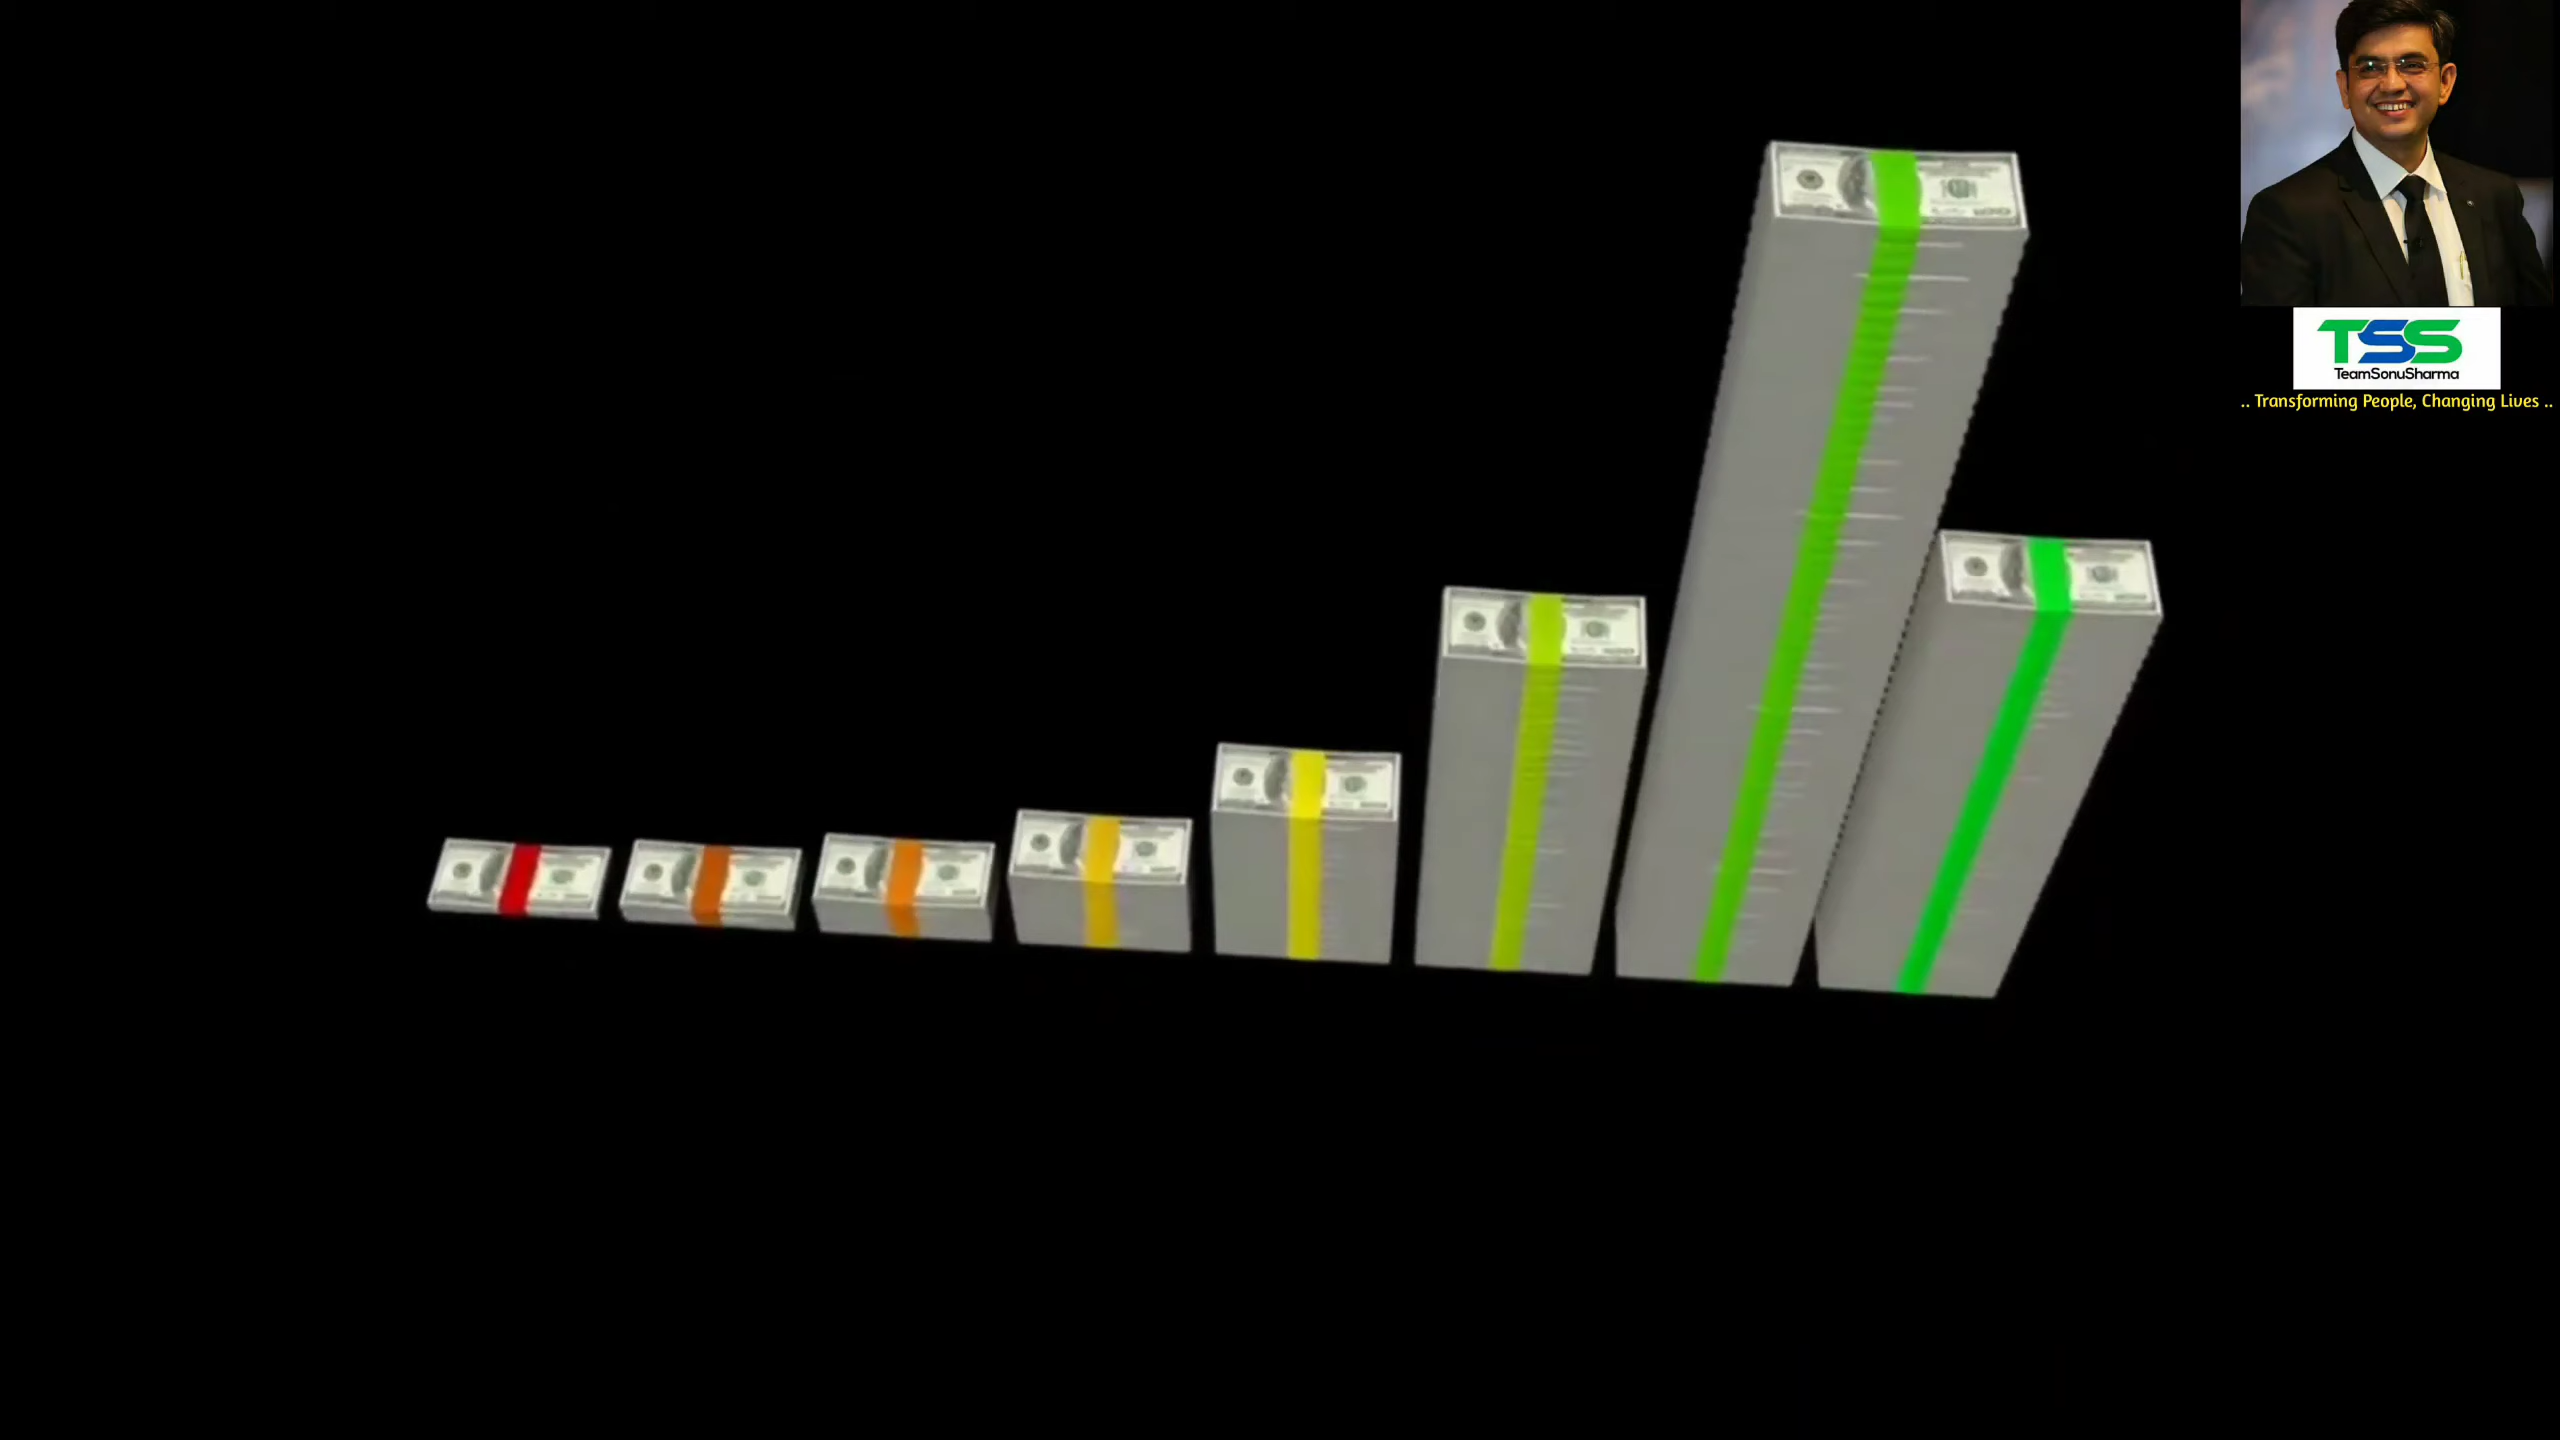 TSS
TeamSonuSharma
.. Transforming People, Changing Lives ..